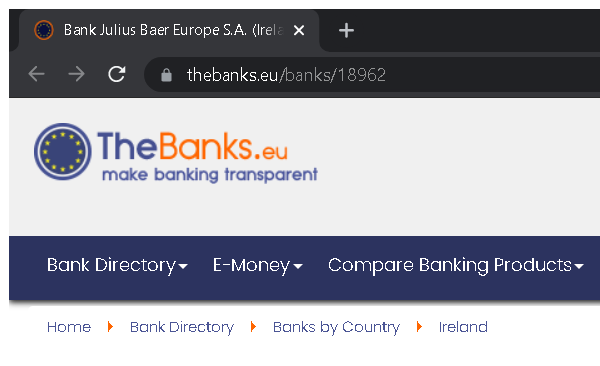 Bank Julius Baer Europe S.A. (Irela
thebanks.eu/banks/18962
TheBanks.eu
make banking transparent
Bank Directory E-Money Compare Banking Products
Home Bank Directory Banks by Country Ireland